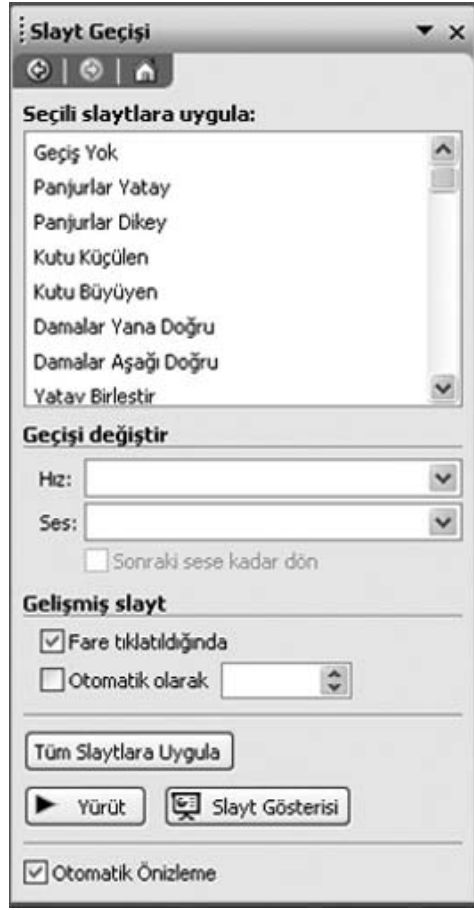 Slayt Geçişi
Seçili slaytlara uygula:
Geçiş Yok
Panjurlar Yatay
Panjurlar Dikey
Kutu Küçülen
Kutu Büyüyen
Damalar Yana Doğru
Damalar Aşağı Doğru
Yatay Birleştir
Geçişi değiştir
Hız:
Ses:
Sonraki sese kadar dön
Gelişmiş slayt
Fare tıklatıldığında
Otomatik olarak
Tüm Slaytlara Uygula
Yürüt Slayt Gösterisi
Otomatik Önizleme